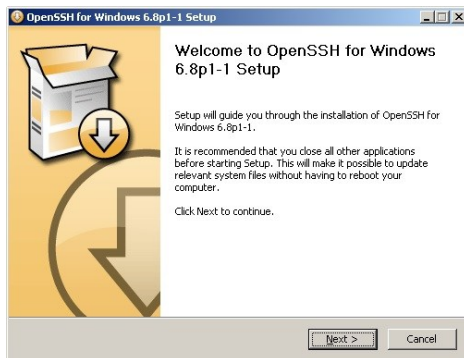 OpenSSH for Windows 6.8p1-1 Setup
Welcome to OpenSSH for Windows
6.8p1-1 Setup
Setup will guide you through the installation of OpenSSH for
Windows 6.8p1-1.
It is recommended that you close all other applications
before starting Setup. This will make it possible to update
relevant system files without having to reboot your
computer.
Click Next to continue.
Next >
Cancel